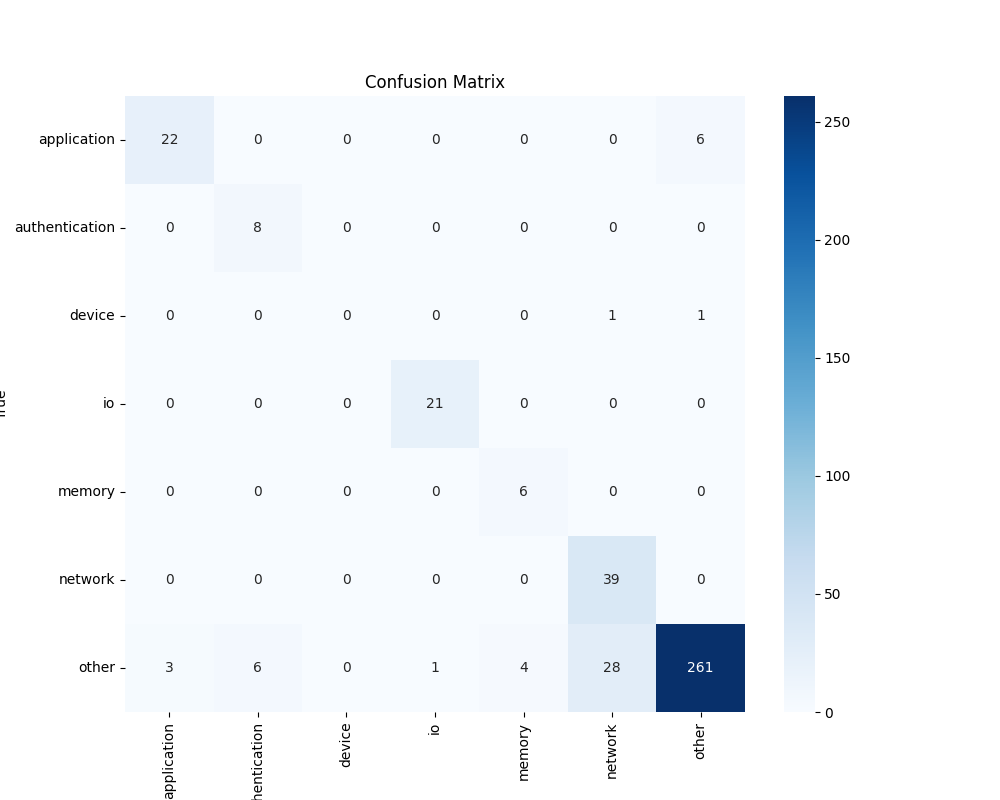 Confusion Matrix
application 22 0 0 0 0 0 6
authentication 0 8 0 0 0 0 0
device 0 0 0 0 0 1 1
io 0 0 0 21 0 0 0
memory 0 0 0 0 6 0 0
network 0 0 0 0 0 39 0
other 3 6 0 1 4 28 261
application hentication device io memory network other
250
200
150
100
50
0